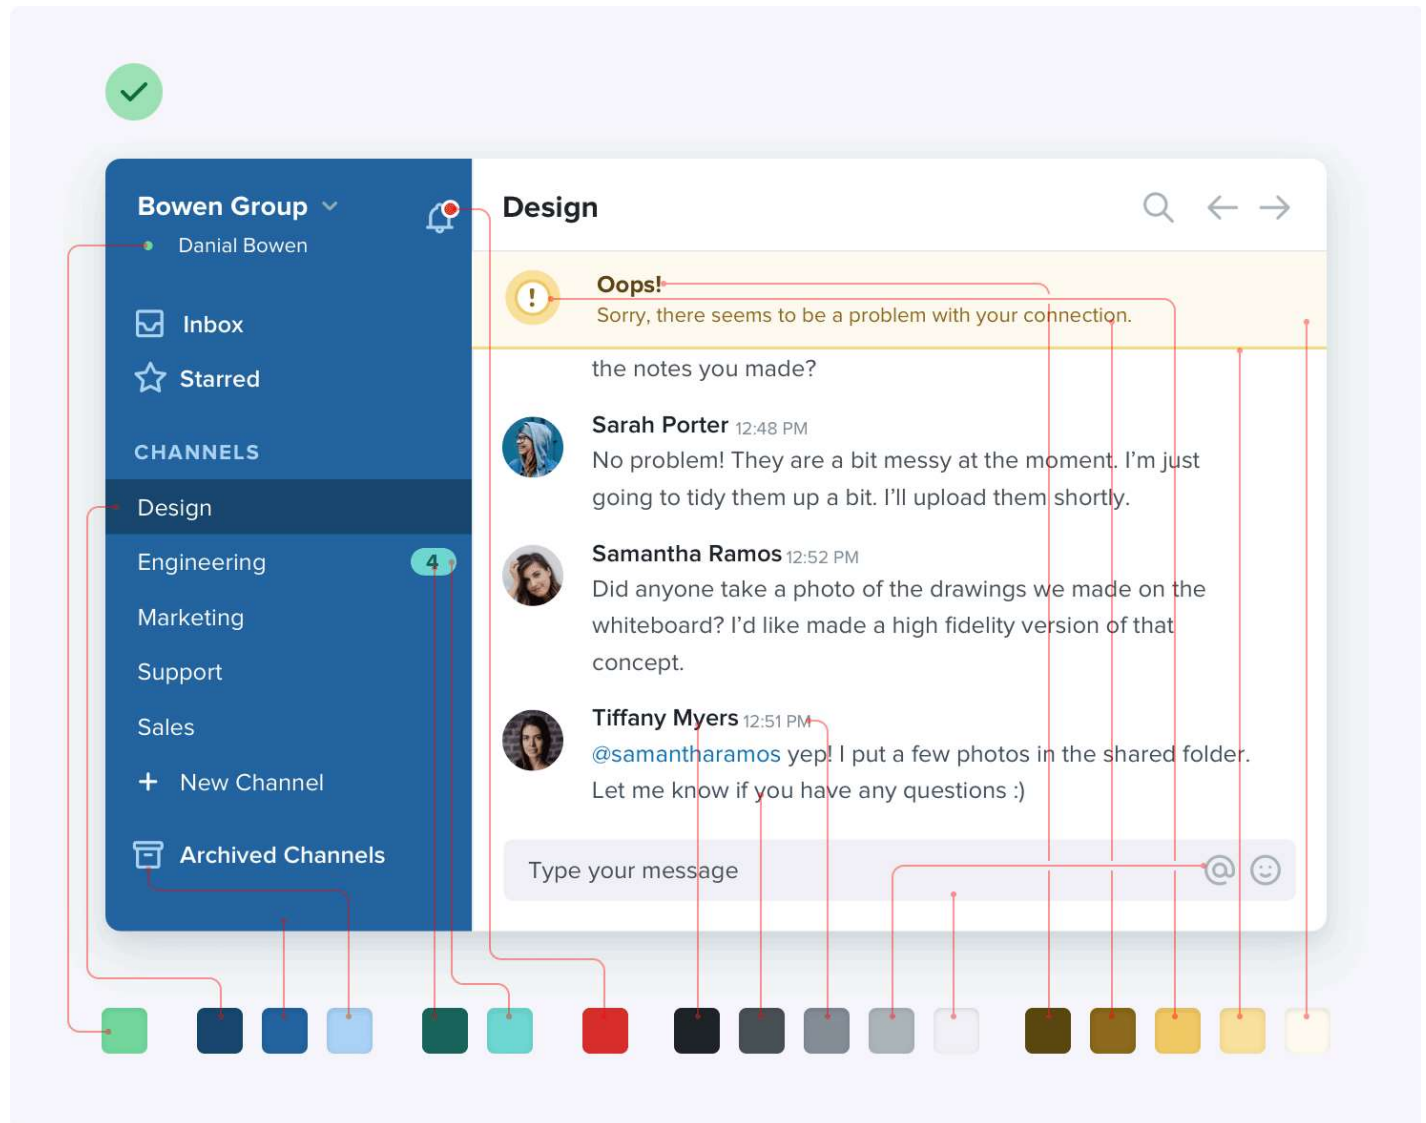 Bowen Group
Danial Bowen
Inbox
Starred
CHANNELS
Design
Engineering 4
Marketing
Support
Sales
+ New Channel
Archived Channels
Design
!
Oops!
Sorry, there seems to be a problem with your connection.
the notes you made?
Sarah Porter 12:48 PM
No problem! They are a bit messy at the moment. I’m just
going to tidy them up a bit. I’ll upload them shortly.
Samantha Ramos 12:52 PM
Did anyone take a photo of the drawings we made on the
whiteboard? I’d like made a high fidelity version of that
concept.
Tiffany Myers 12:51 PM
@samantharamos yep! I put a few photos in the shared folder.
Let me know if you have any questions :)
Type your message @